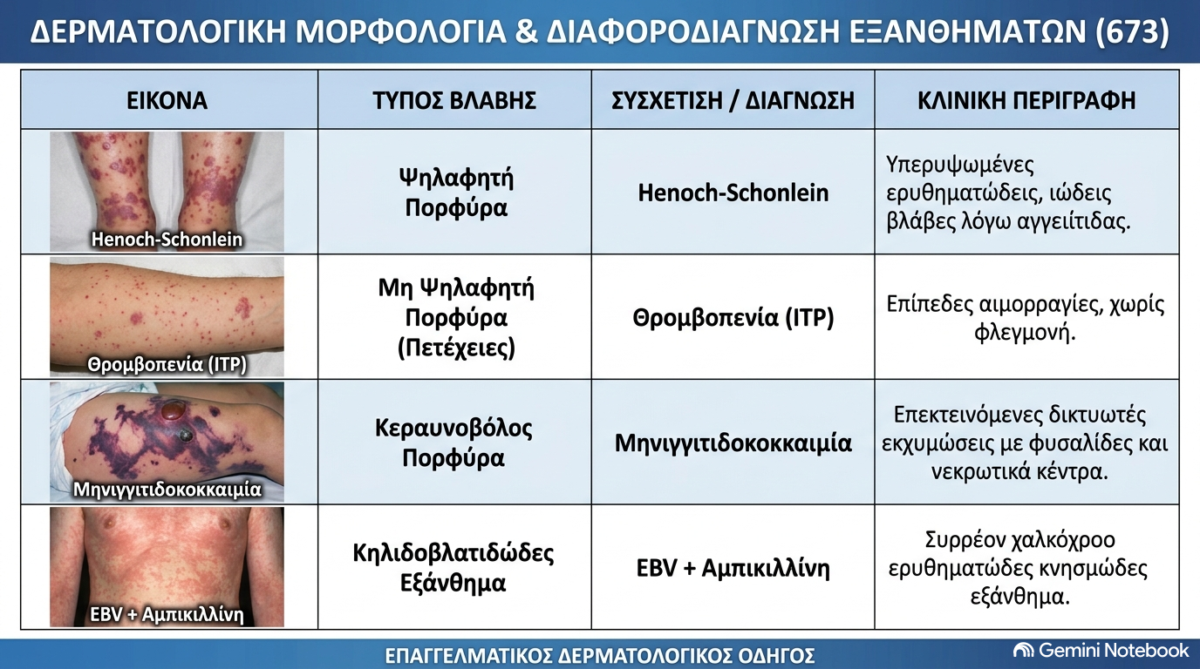 ΔΕΡΜΑΤΟΛΟΓΙΚΗ ΜΟΡΦΟΛΟΓΙΑ & ΔΙΑΦΟΡΟΔΙΑΓΝΩΣΗ ΕΞΑΝΘΗΜΑΤΩΝ (673)
ΕΙΚΟΝΑ
ΤΥΠΟΣ ΒΛΑΒΗΣ
ΣΥΣΧΕΤΙΣΗ / ΔΙΑΓΝΩΣΗ
ΚΛΙΝΙΚΗ ΠΕΡΙΓΡΑΦΗ
Henoch-Schonlein
Ψηλαφητή
Πορφύρα
Henoch-Schonlein
Υπερυψωμένες
ερυθηματώδεις, ιώδεις
βλάβες λόγω αγγειίτιδας.
Θρομβοπενία (ITP)
Μη Ψηλαφητή
Πορφύρα
(Πετέχειες)
Θρομβοπενία (ITP)
Επίπεδες αιμορραγίες, χωρίς
φλεγμονή.
Μηνιγγιτιδοκοκκαιμία
Κεραυνοβόλος
Πορφύρα
Μηνιγγιτιδοκοκκαιμία
Επεκτεινόμενες δικτυωτές
εκχυμώσεις με φυσαλίδες και
νεκρωτικά κέντρα.
EBV + Αμπικιλλίνη
Κηλιδοβλατιδώδες
Εξάνθημα
EBV + Αμπικιλλίνη
Συρρέον χαλκόχροο
ερυθηματώδες κνησμώδες
εξάνθημα.
ΕΠΑΓΓΕΛΜΑΤΙΚΟΣ ΔΕΡΜΑΤΟΛΟΓΙΚΟΣ ΟΔΗΓΟΣ
Gemini Notebook